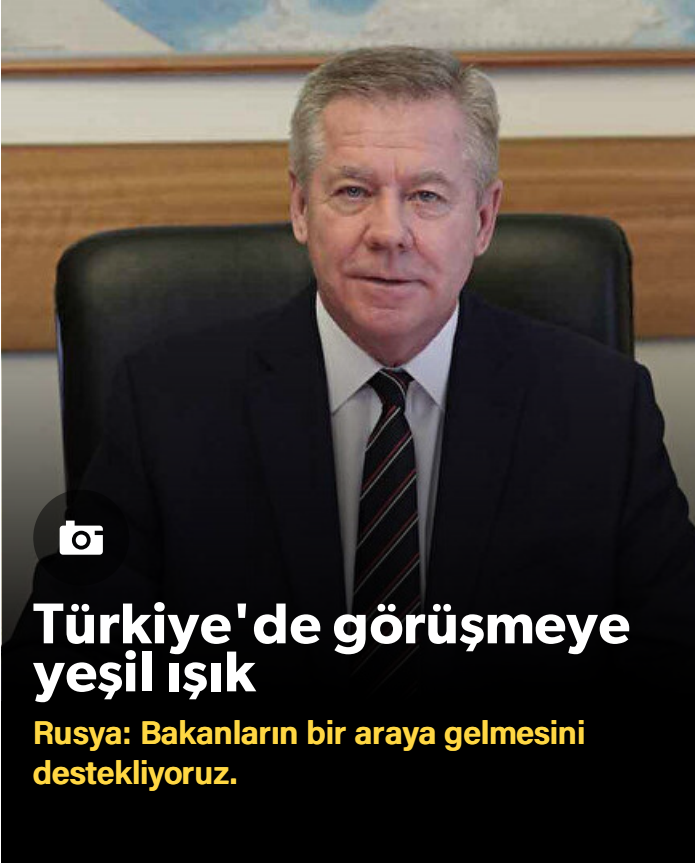 Türkiye'de görüşmeye
yeşil ışık
Rusya: Bakanların bir araya gelmesini
destekliyoruz.